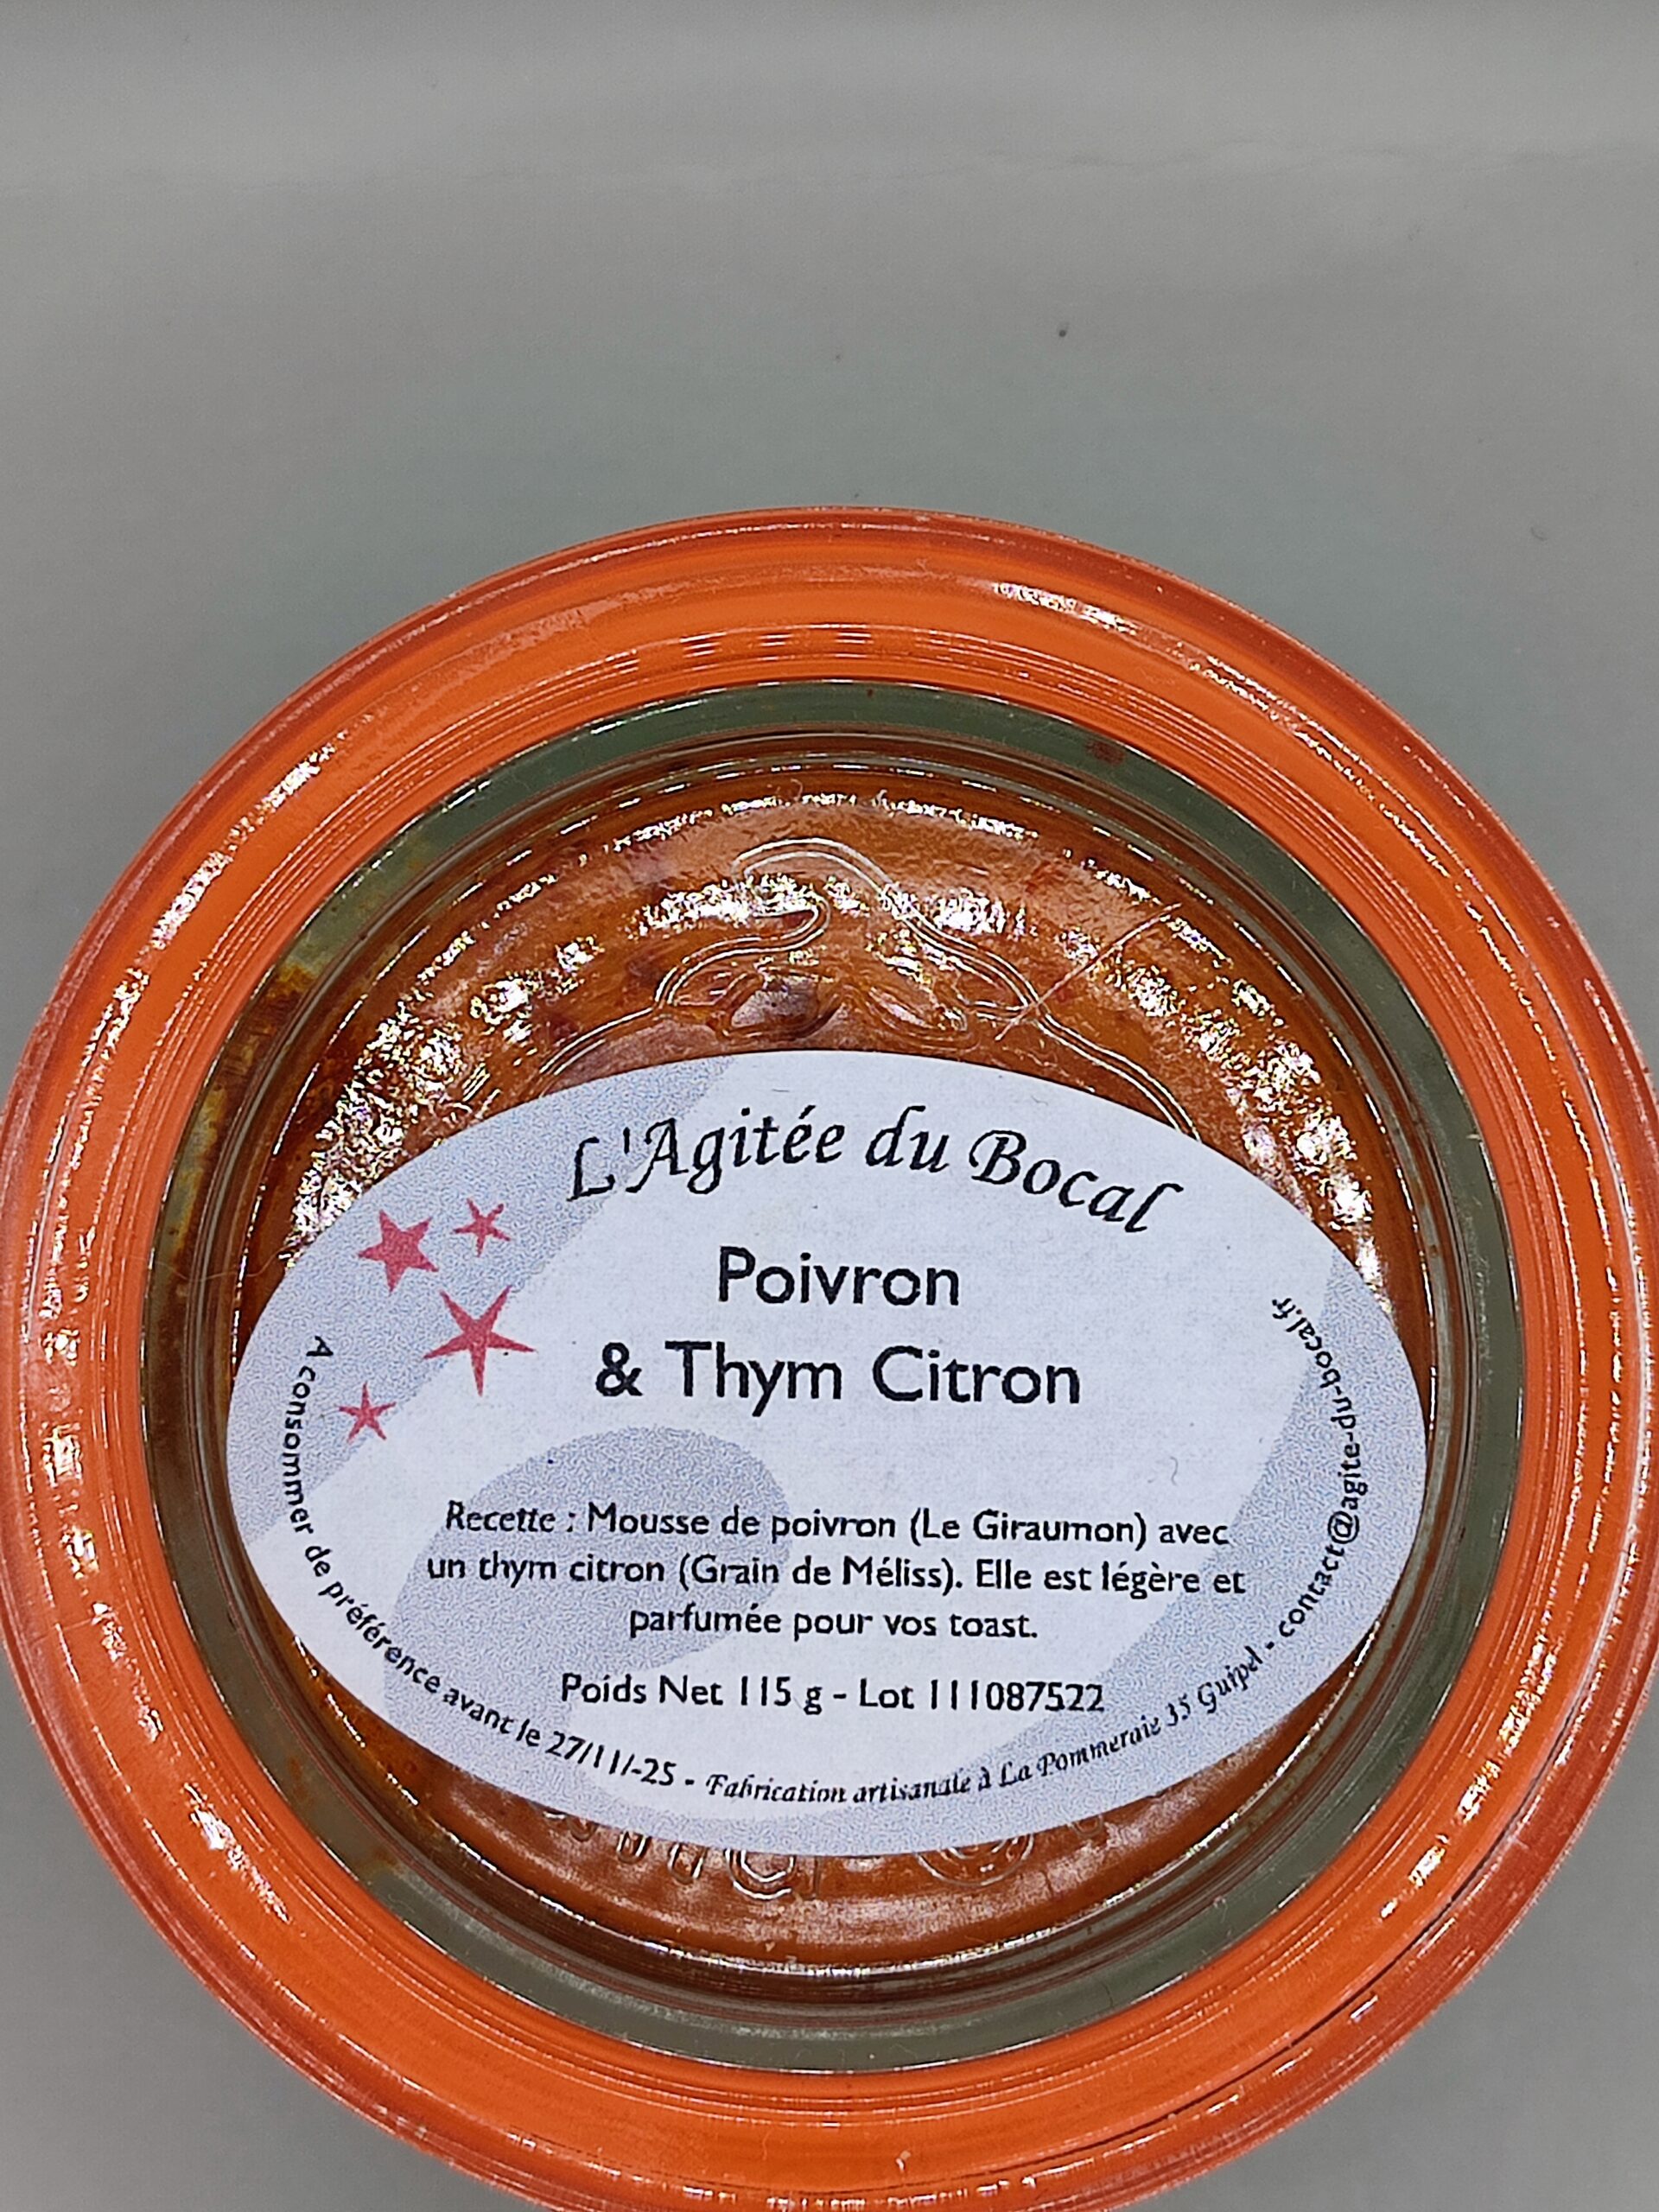 L'Agitée du Bocal
Poivron
& Thym Citron
Recette : Mousse de poivron (Le Giraumon) avec
un thym citron (Grain de Méliss). Elle est légère et
parfumée pour vos toast.
Poids Net 115 g - Lot 111087522
A consommer de préférence avant le 27/11/-25 - Fabrication artisanale à La Pommeraie 35 Guipel - contact@agite-du-bocal.fr